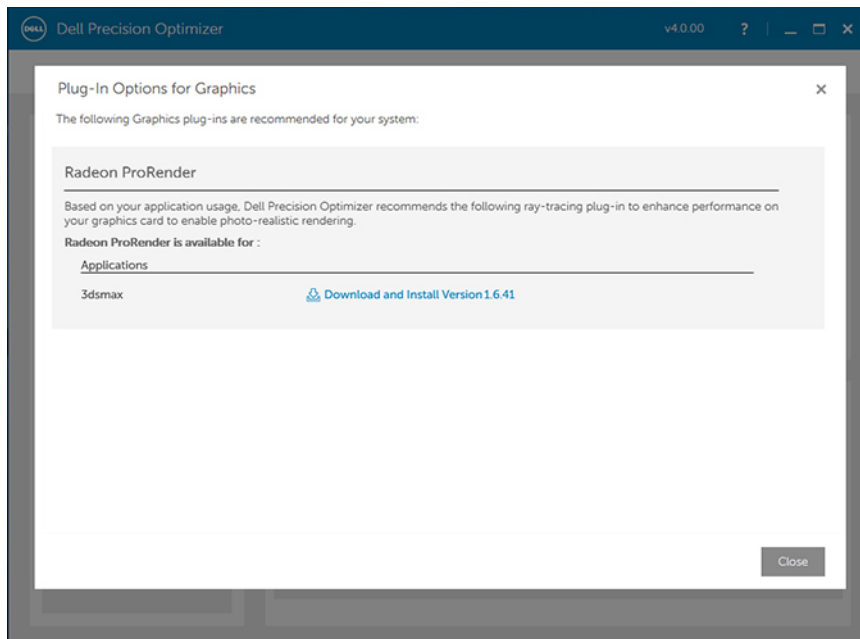 DELL Dell Precision Optimizer v4.0.00 ?
Plug-In Options for Graphics
The following Graphics plug-ins are recommended for your system:
Radeon ProRender
Based on your application usage, Dell Precision Optimizer recommends the following ray-tracing plug-in to enhance performance on
your graphics card to enable photo-realistic rendering.
Radeon ProRender is available for :
Applications
3dsmax Download and Install Version 1.6.41
Close